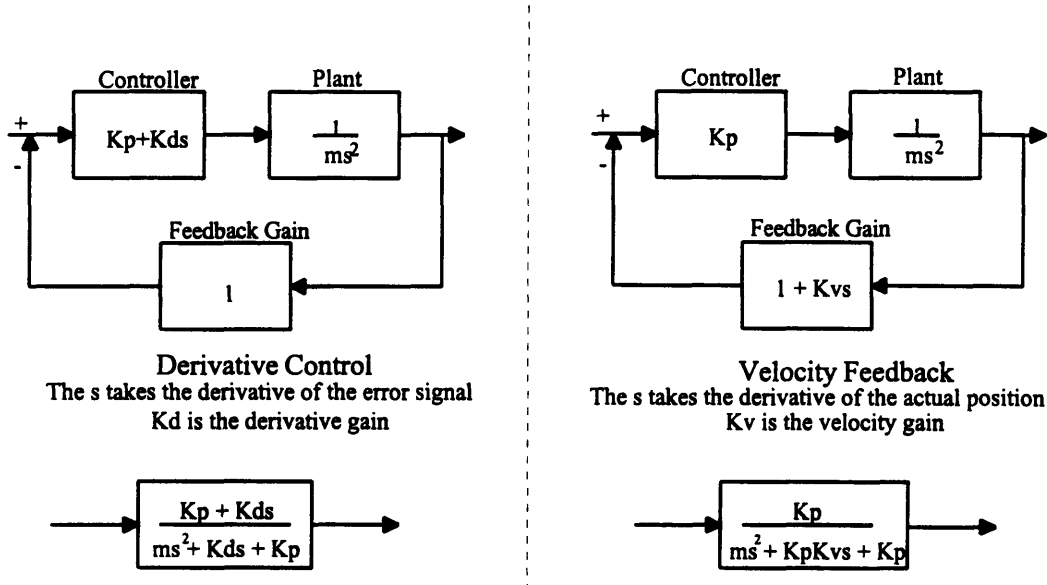 Controller
Plant
+
-
Kp+Kds
1
ms²
Feedback Gain
1
Derivative Control
The s takes the derivative of the error signal
Kd is the derivative gain
Kp + Kds
ms²+ Kds + Kp
Controller
Plant
+
-
Kp
1
ms²
Feedback Gain
1 + Kvs
Velocity Feedback
The s takes the derivative of the actual position
Kv is the velocity gain
Kp
ms²+ KpKvs + Kp